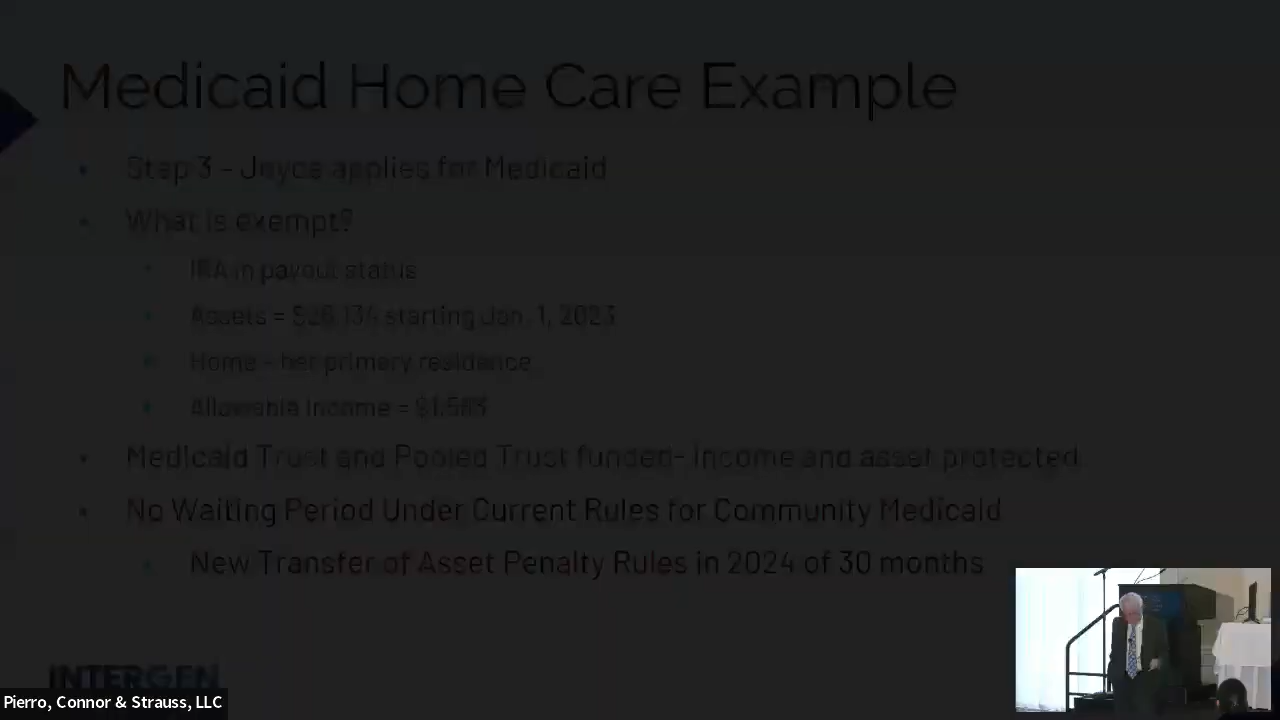 Medicaid Home Care Example
• Step 3 - Joyce applies for Medicaid
• What is exempt?
• IRA in payout status
• Assets = $28,134 starting Jan. 1, 2023
• Home - her primary residence
• Allowable Income = $1,563
• Medicaid Trust and Pooled Trust funded- income and asset protected
• No Waiting Period Under Current Rules for Community Medicaid
• New Transfer of Asset Penalty Rules in 2024 of 30 months
INTERGEN
Pierro, Connor & Strauss, LLC